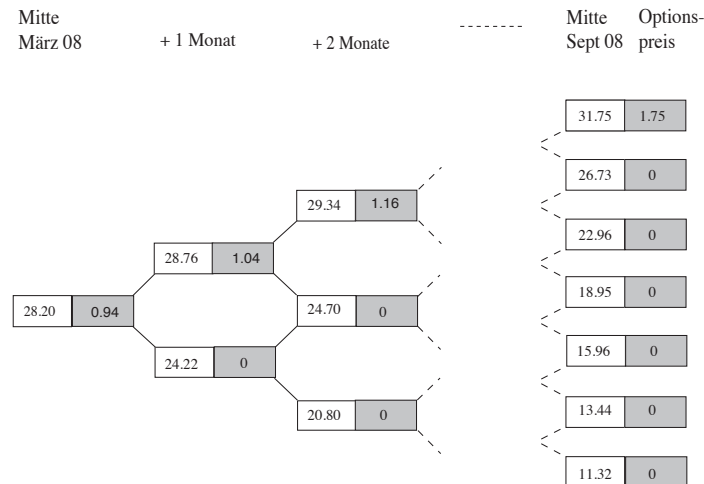 Mitte
März 08
+ 1 Monat
+ 2 Monate
Mitte
Sept 08
Options-
preis
31.75 1.75
26.73 0
29.34 1.16
22.96 0
28.76 1.04
28.20 0.94
24.70 0
18.95 0
24.22 0
15.96 0
20.80 0
13.44 0
11.32 0